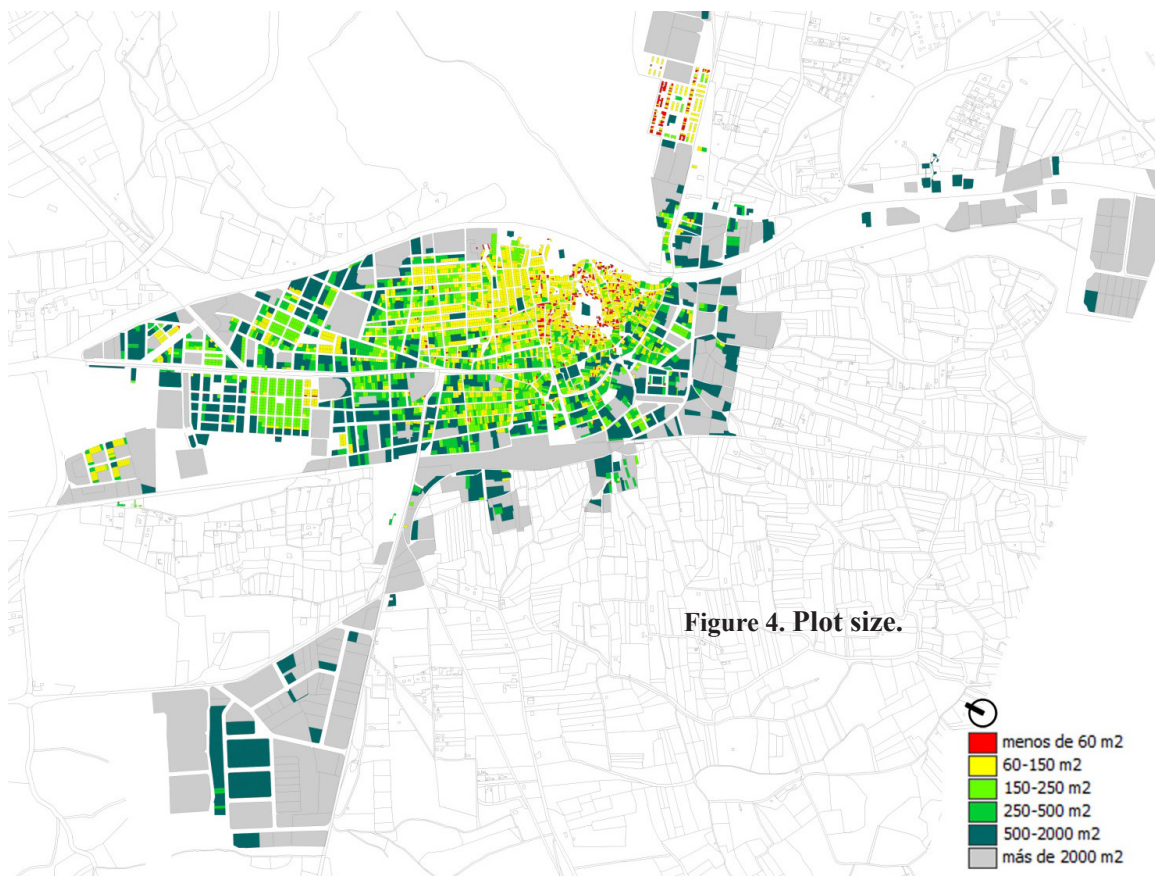 Figure 4. Plot size.
menos de 60 m2
60-150 m2
150-250 m2
250-500 m2
500-2000 m2
más de 2000 m2